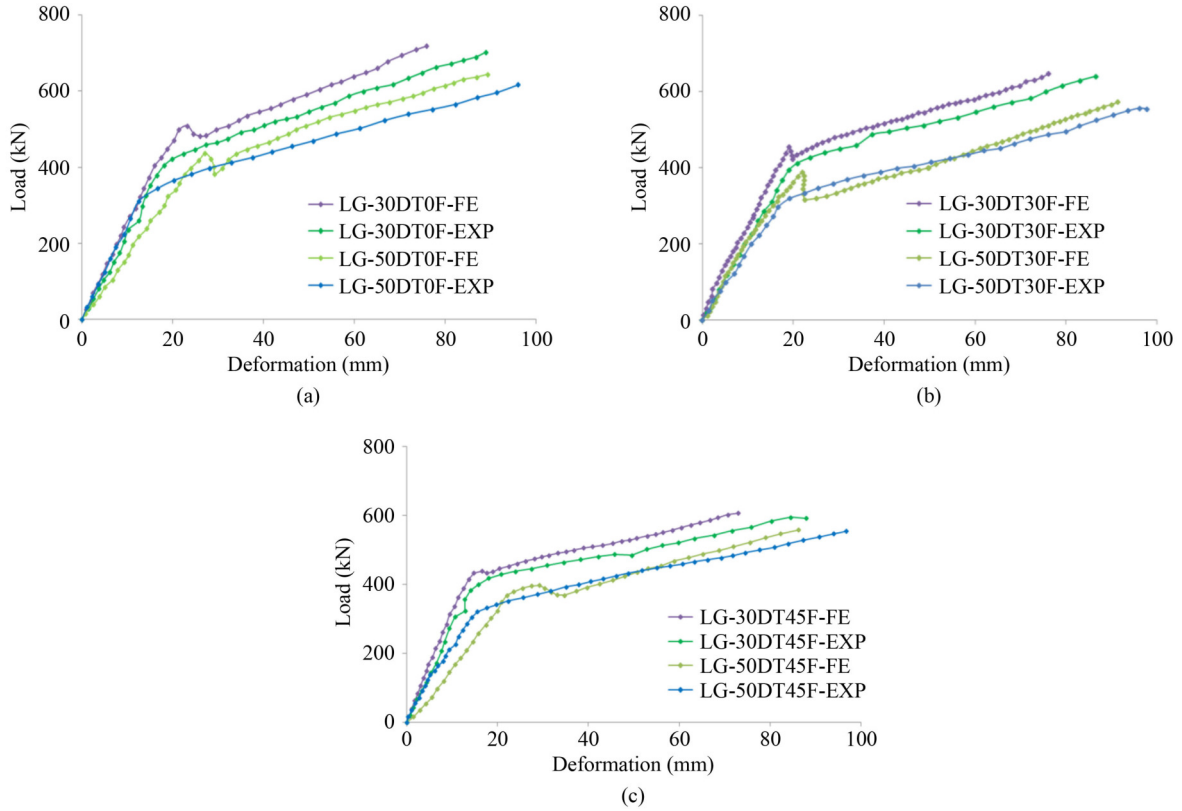 800
600
400
200
0
Load (kN)
LG-30DT0F-FE
LG-30DT0F-EXP
LG-50DT0F-FE
LG-50DT0F-EXP
0 20 40 60 80 100
Deformation (mm)
(a)
800
600
400
200
0
Load (kN)
LG-30DT30F-FE
LG-30DT30F-EXP
LG-50DT30F-FE
LG-50DT30F-EXP
0 20 40 60 80 100
Deformation (mm)
(b)
800
600
400
200
0
Load (kN)
LG-30DT45F-FE
LG-30DT45F-EXP
LG-50DT45F-FE
LG-50DT45F-EXP
0 20 40 60 80 100
Deformation (mm)
(c)